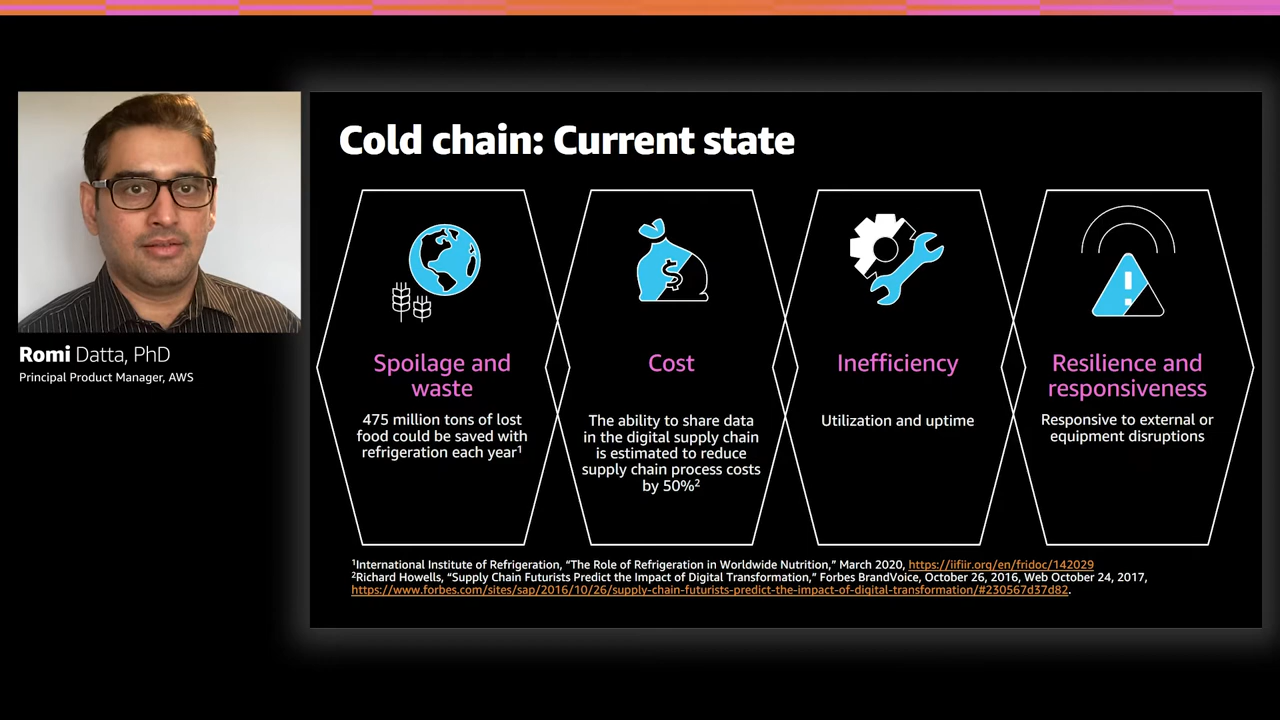 Romi Datta, PhD
Principal Product Manager, AWS
Cold chain: Current state
Spoilage and
waste
475 million tons of lost
food could be saved with
refrigeration each year¹
$
Cost
The ability to share data
in the digital supply chain
is estimated to reduce
supply chain process costs
by 50%²
Inefficiency
Utilization and uptime
!
Resilience and
responsiveness
Responsive to external or
equipment disruptions
¹International Institute of Refrigeration, “The Role of Refrigeration in Worldwide Nutrition,” March 2020, https://iifiir.org/en/fridoc/142029
²Richard Howells, “Supply Chain Futurists Predict the Impact of Digital Transformation,” Forbes BrandVoice, October 26, 2016, Web October 24, 2017,
https://www.forbes.com/sites/sap/2016/10/26/supply-chain-futurists-predict-the-impact-of-digital-transformation/#230567d37d82.